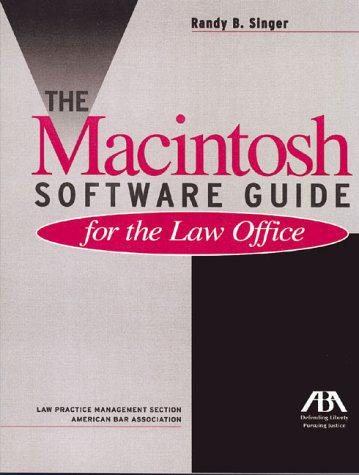 Randy B. Singer
THE
Macintosh
SOFTWARE GUIDE
for the Law Office
LAW PRACTICE MANAGEMENT SECTION
AMERICAN BAR ASSOCIATION
ABA
Defending Liberty
Pursuing Justice